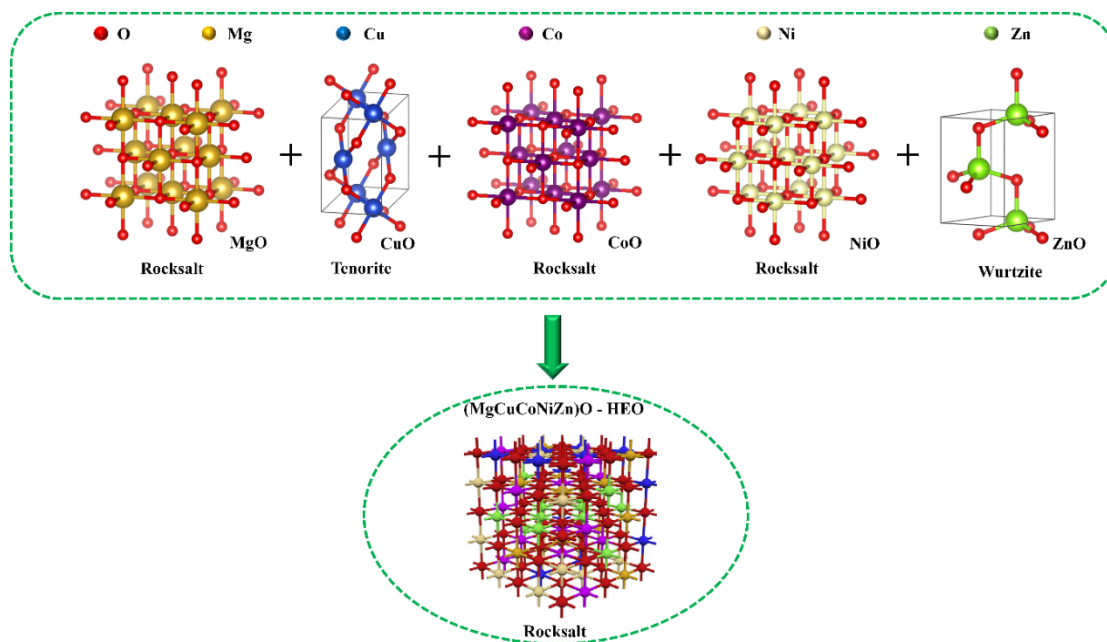 O Mg Cu Co Ni Zn
+ + + +
MgO CuO CoO NiO ZnO
Rocksalt Tenorite Rocksalt Rocksalt Wurtzite
(MgCuCoNiZn)O - HEO
Rocksalt